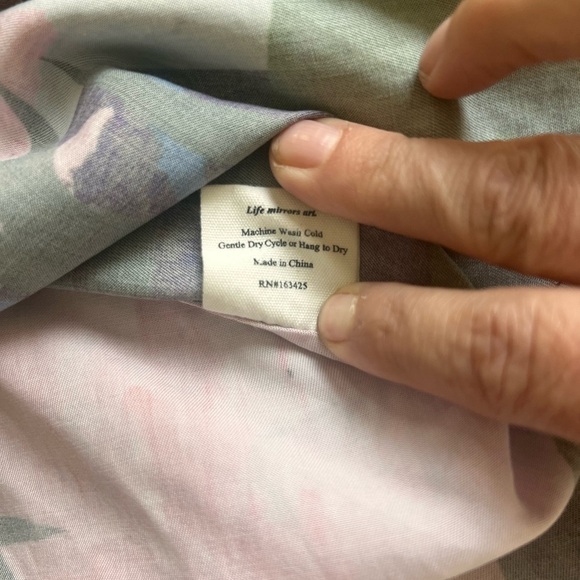 Life mirrors art.
Machine Wash Cold
Gentle Dry Cycle or Hang to Dry
Made in China
RN#163425